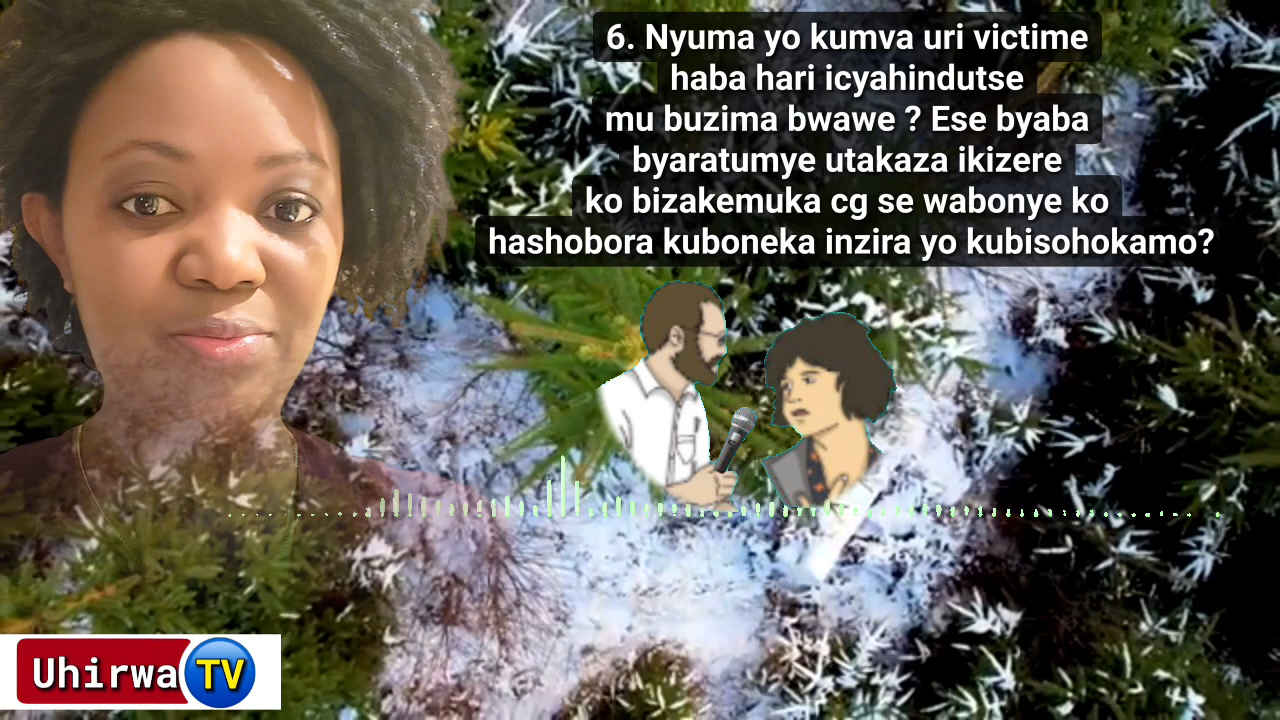 6. Nyuma yo kumva uri victime
haba hari icyahindutse
mu buzima bwawe ? Ese byaba
byaratumye utakaza ikizere
ko bizakemuka cg se wabonye ko
hashobora kuboneka inzira yo kubisohokamo?
Uhirwa TV